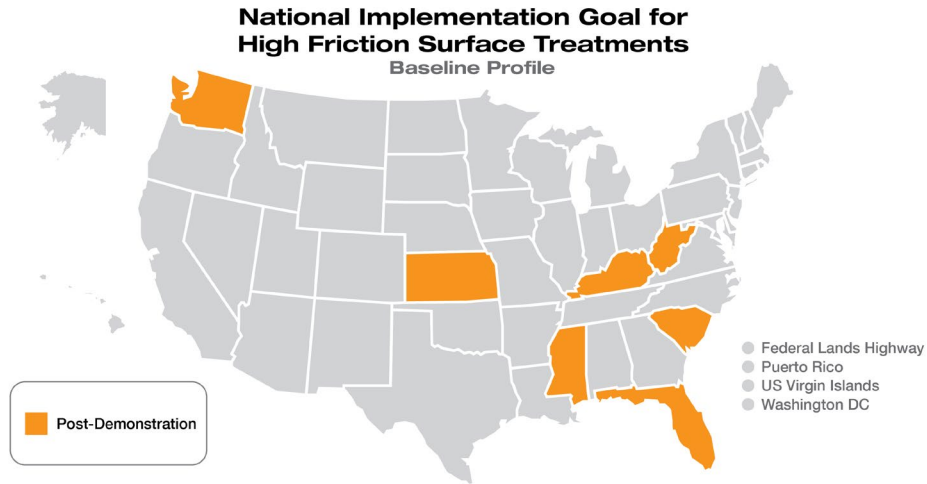 National Implementation Goal for
High Friction Surface Treatments
Baseline Profile
Federal Lands Highway
Puerto Rico
US Virgin Islands
Washington DC
Post-Demonstration